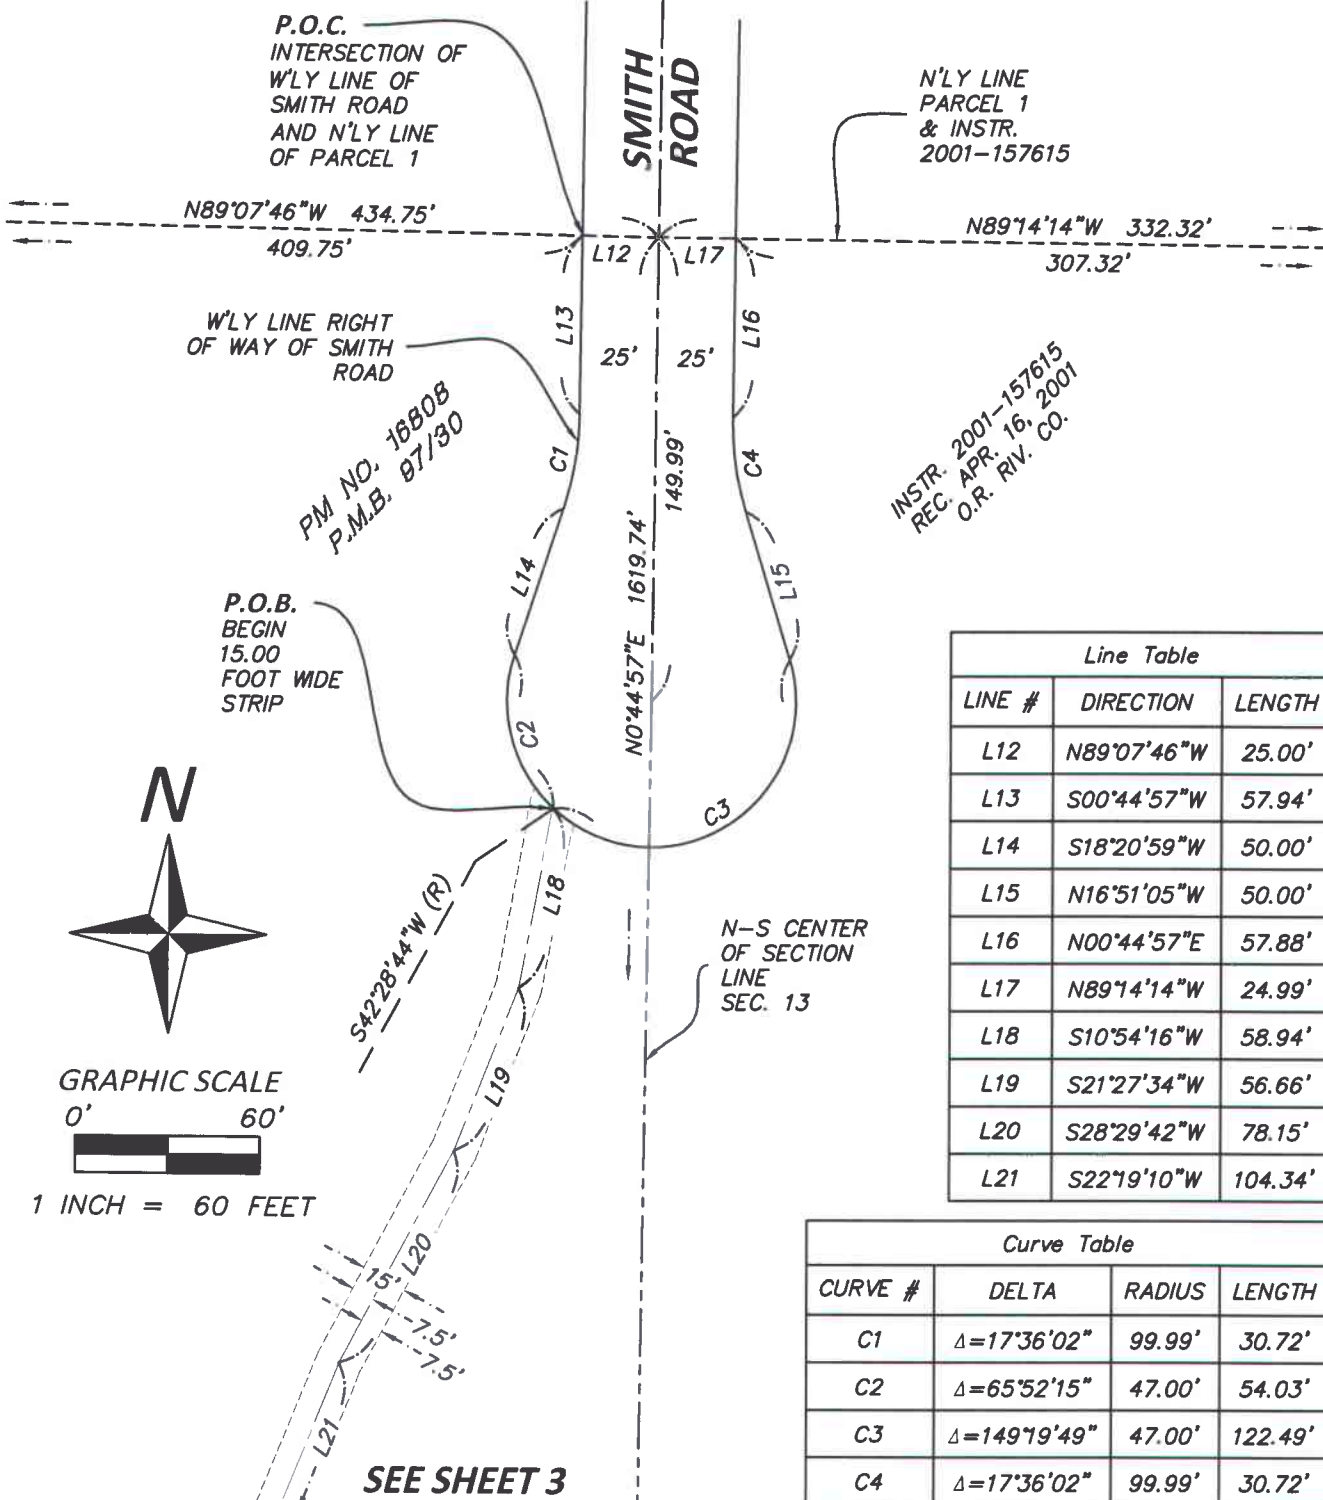 P.O.C.
INTERSECTION OF
W'LY LINE OF
SMITH ROAD
AND N'LY LINE
OF PARCEL 1
SMITH
ROAD
N'LY LINE
PARCEL 1
& INSTR.
2001-157615
N89°07'46"W 434.75'
409.75'
L12
L17
N89°14'14"W 332.32'
307.32'
W'LY LINE RIGHT
OF WAY OF SMITH
ROAD
L13
25'
25'
L16
PM NO. 16808
P.M.B. 97/30
C1
149.99'
C4
INSTR. 2001-157615
REC. APR. 16, 2001
O.R. RIV. CO.
L14
N0°44'57"E 1619.74'
L15
P.O.B.
BEGIN
15.00
FOOT WIDE
STRIP
C2
C3
N
S42°28'44"W (R)
L18
N-S CENTER
OF SECTION
LINE
SEC. 13
L19
GRAPHIC SCALE
0' 60'
1 INCH = 60 FEET
L20
15'
7.5'
7.5'
L21
SEE SHEET 3
Line Table
LINE # DIRECTION LENGTH
L12 N89°07'46"W 25.00'
L13 S00°44'57"W 57.94'
L14 S18°20'59"W 50.00'
L15 N16°51'05"W 50.00'
L16 N00°44'57"E 57.88'
L17 N89°14'14"W 24.99'
L18 S10°54'16"W 58.94'
L19 S21°27'34"W 56.66'
L20 S28°29'42"W 78.15'
L21 S22°19'10"W 104.34'
Curve Table
CURVE # DELTA RADIUS LENGTH
C1 Δ=17°36'02" 99.99' 30.72'
C2 Δ=65°52'15" 47.00' 54.03'
C3 Δ=149°19'49" 47.00' 122.49'
C4 Δ=17°36'02" 99.99' 30.72'